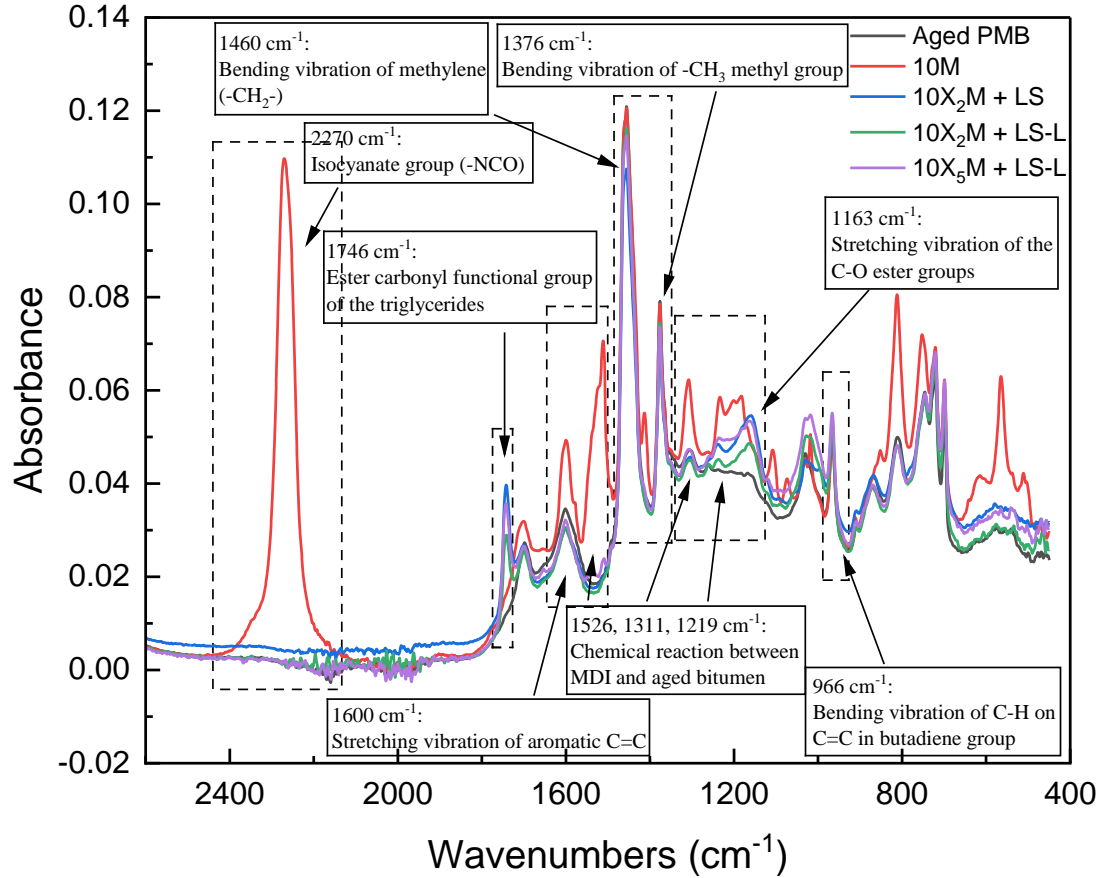 0.14
0.12
0.10
0.08
0.06
0.04
0.02
0.00
-0.02
Absorbance
1460 cm⁻¹:
Bending vibration of methylene
(-CH₂-)
1376 cm⁻¹:
Bending vibration of -CH₃ methyl group
Aged PMB
10M
10X₂M + LS
10X₂M + LS-L
10X₅M + LS-L
2270 cm⁻¹:
Isocyanate group (-NCO)
1746 cm⁻¹:
Ester carbonyl functional group
of the triglycerides
1163 cm⁻¹:
Stretching vibration of the
C-O ester groups
1526, 1311, 1219 cm⁻¹:
Chemical reaction between
MDI and aged bitumen
1600 cm⁻¹:
Stretching vibration of aromatic C=C
966 cm⁻¹:
Bending vibration of C-H on
C=C in butadiene group
2400 2000 1600 1200 800 400
Wavenumbers (cm⁻¹)